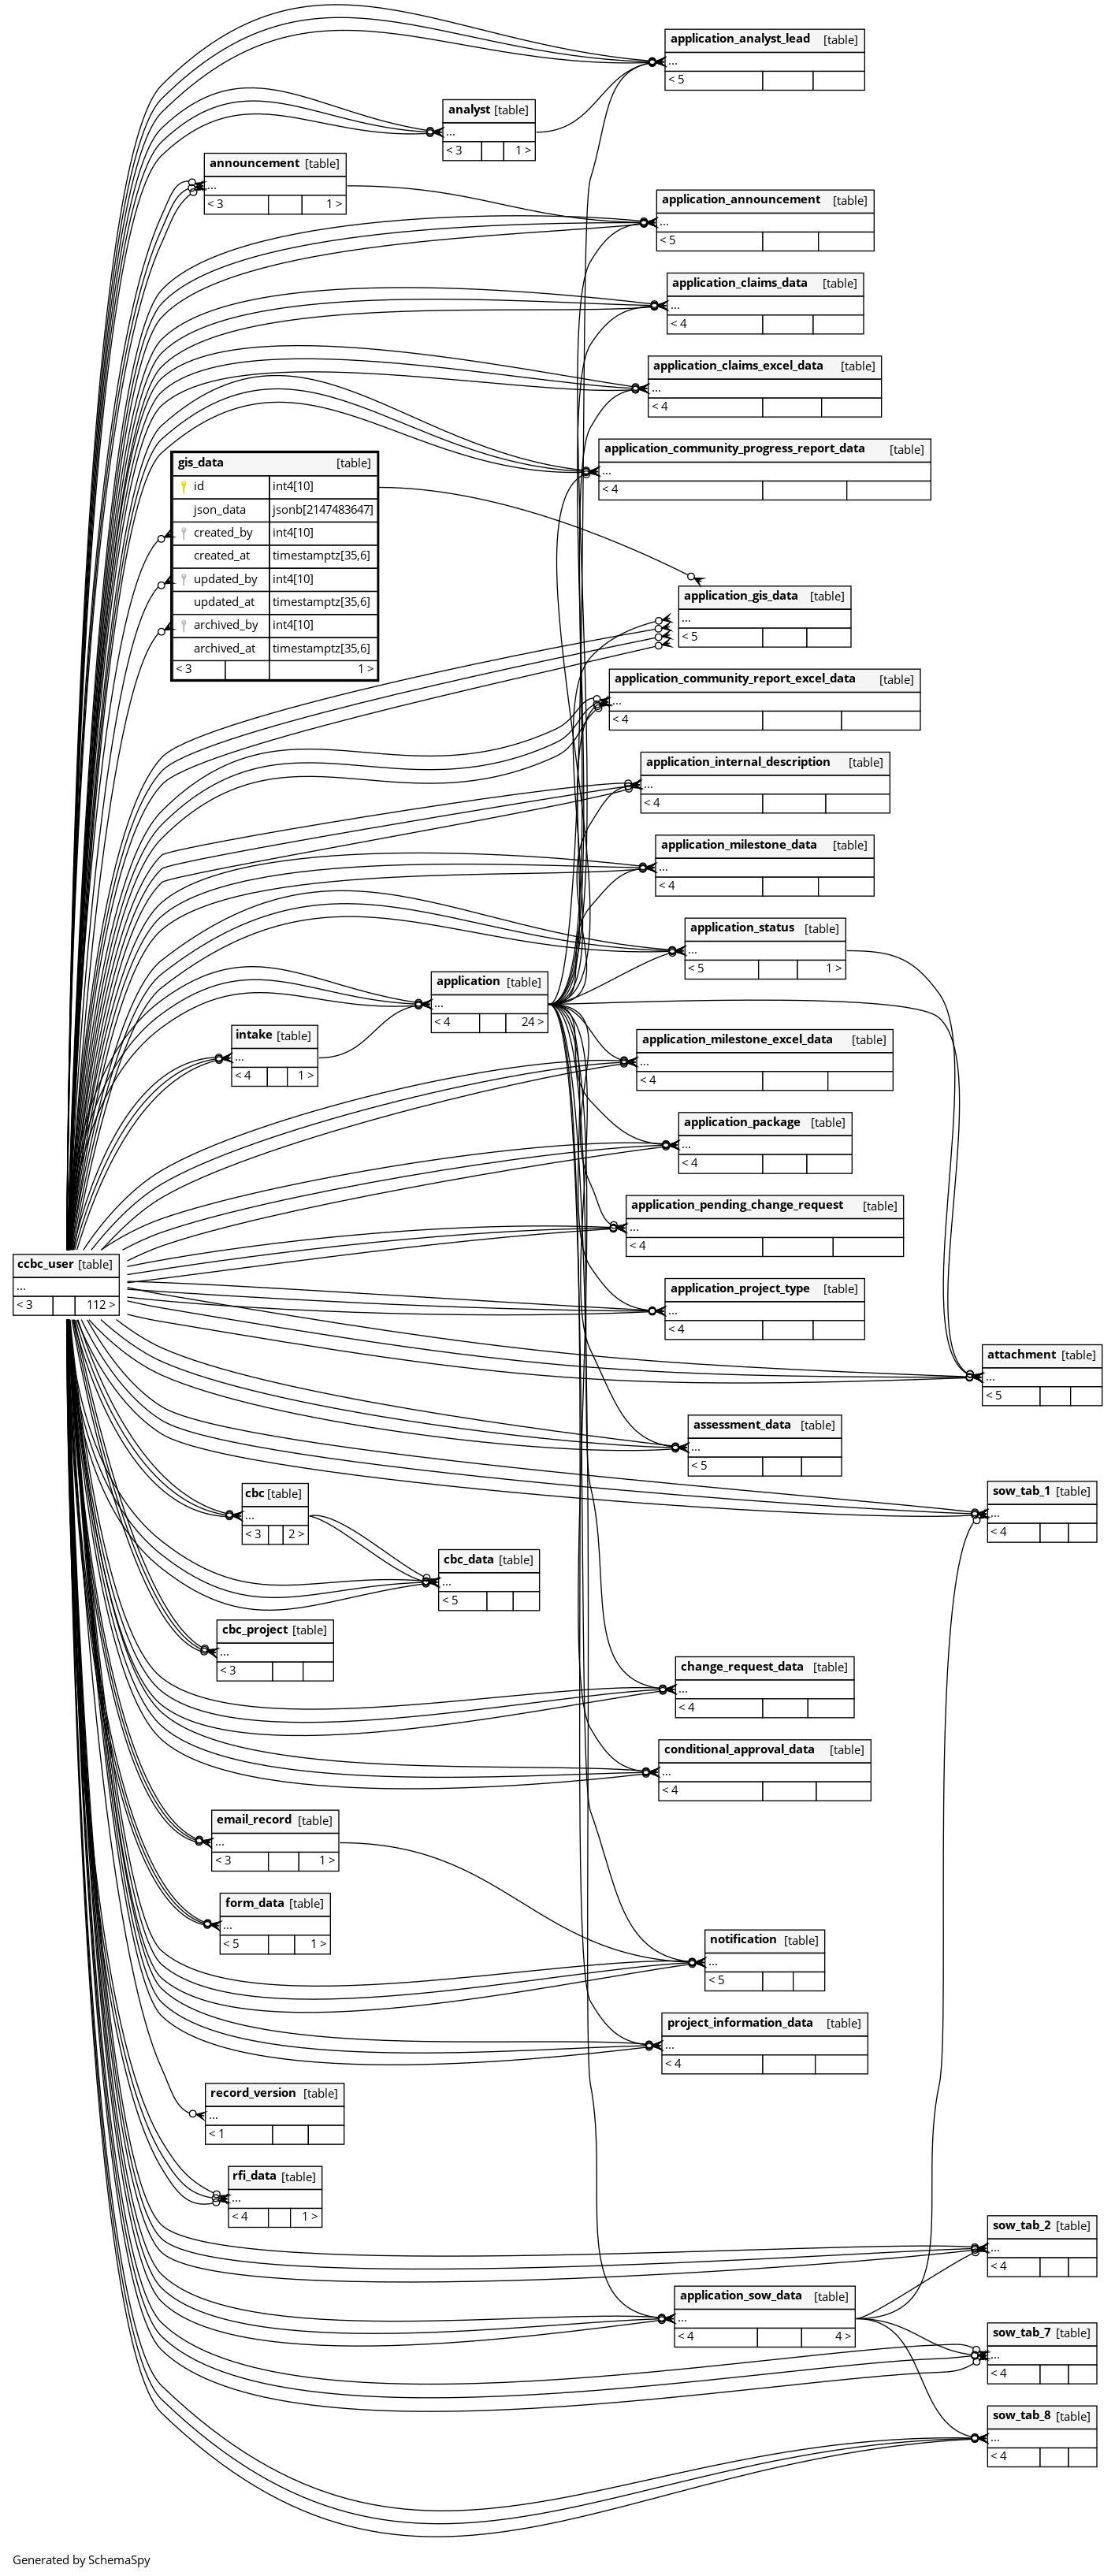 application_analyst_lead [table]
...
< 5
analyst [table]
...
< 3 1 >
announcement [table]
...
< 3 1 >
application_announcement [table]
...
< 5
application_claims_data [table]
...
< 4
application_claims_excel_data [table]
...
< 4
application_community_progress_report_data [table]
...
< 4
gis_data [table]
id int4[10]
json_data jsonb[2147483647]
created_by int4[10]
created_at timestamptz[35,6]
updated_by int4[10]
updated_at timestamptz[35,6]
archived_by int4[10]
archived_at timestamptz[35,6]
< 3 1 >
application_gis_data [table]
...
< 5
application_community_report_excel_data [table]
...
< 4
application_internal_description [table]
...
< 4
application_milestone_data [table]
...
< 4
application_status [table]
...
< 5 1 >
application [table]
...
< 4 24 >
intake [table]
...
< 4 1 >
application_milestone_excel_data [table]
...
< 4
application_package [table]
...
< 4
application_pending_change_request [table]
...
< 4
ccbc_user [table]
...
< 3 112 >
application_project_type [table]
...
< 4
attachment [table]
...
< 5
assessment_data [table]
...
< 5
cbc [table]
...
< 3 2 >
sow_tab_1 [table]
...
< 4
cbc_data [table]
...
< 5
cbc_project [table]
...
< 3
change_request_data [table]
...
< 4
conditional_approval_data [table]
...
< 4
email_record [table]
...
< 3 1 >
form_data [table]
...
< 5 1 >
notification [table]
...
< 5
project_information_data [table]
...
< 4
record_version [table]
...
< 1
rfi_data [table]
...
< 4 1 >
sow_tab_2 [table]
...
< 4
application_sow_data [table]
...
< 4 4 >
sow_tab_7 [table]
...
< 4
sow_tab_8 [table]
...
< 4
Generated by SchemaSpy